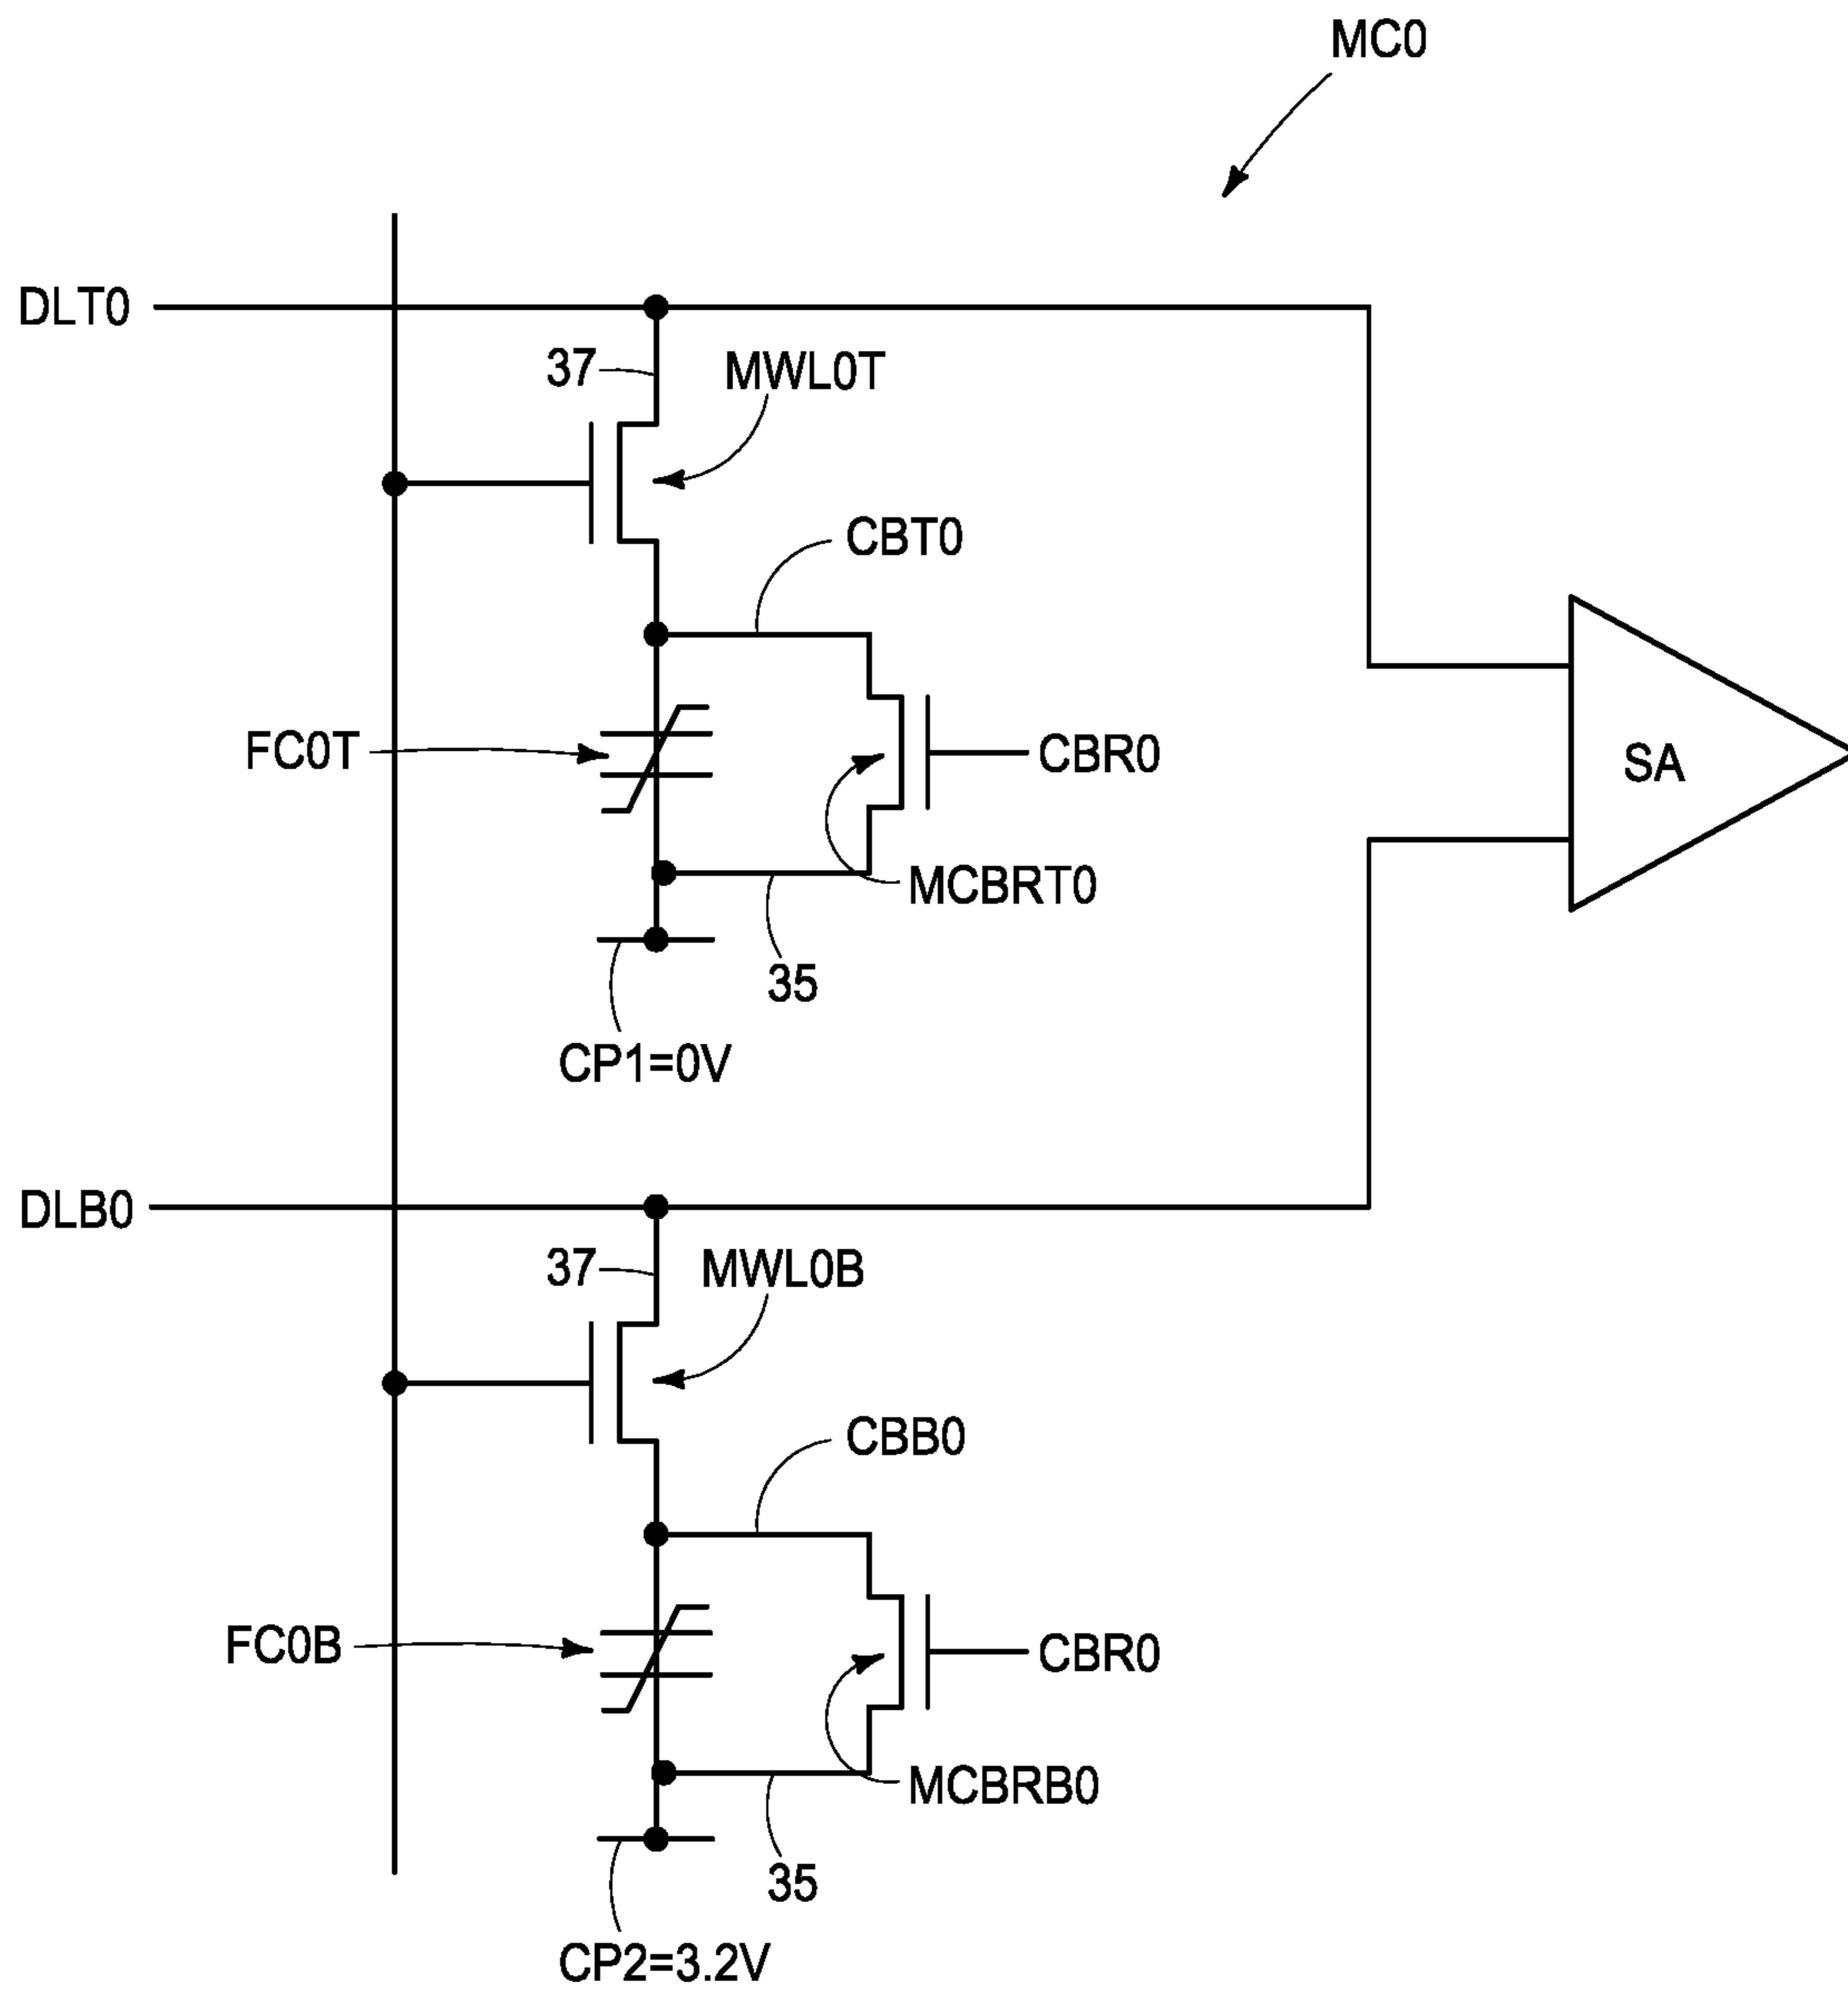 MC0
DLT0
37
MWL0T
CBT0
FC0T
CBR0
SA
MCBRT0
35
CP1=0V
DLB0
37
MWL0B
CBB0
FC0B
CBR0
MCBRB0
35
CP2=3.2V